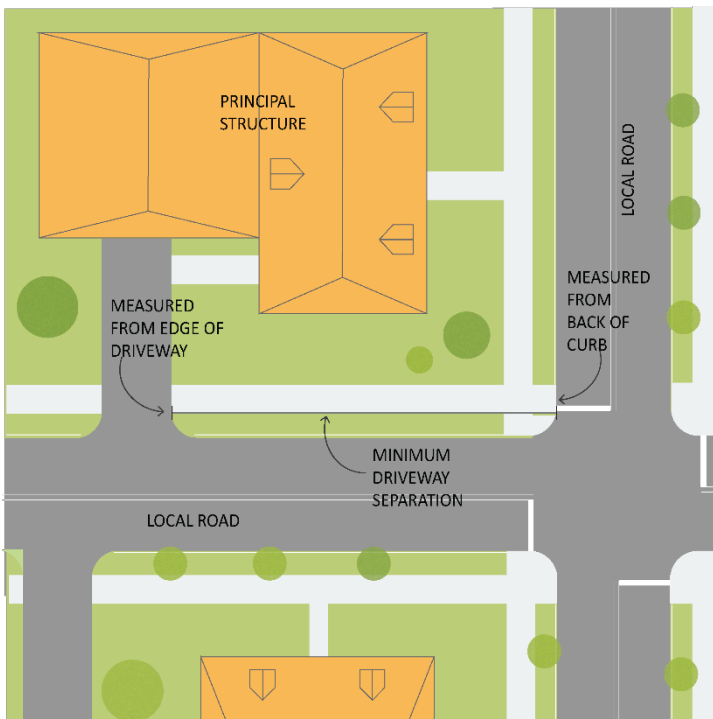 PRINCIPAL
STRUCTURE
LOCAL ROAD
MEASURED
FROM EDGE OF
DRIVEWAY
MEASURED
FROM
BACK OF
CURB
MINIMUM
DRIVEWAY
SEPARATION
LOCAL ROAD